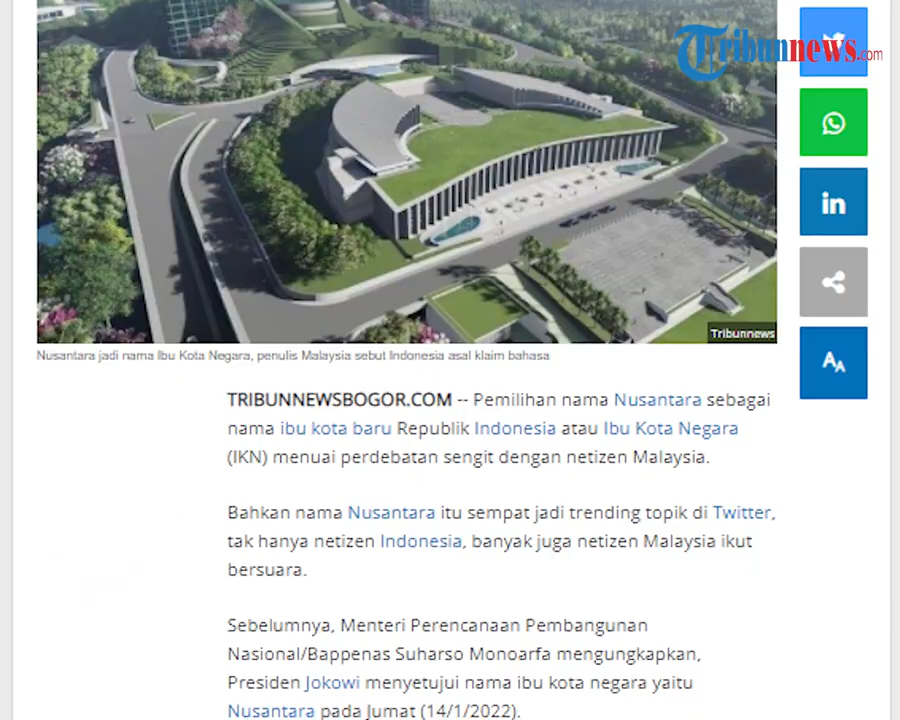 Tribunnews.com
Tribunnews
Nusantara jadi nama Ibu Kota Negara, penulis Malaysia sebut Indonesia asal klaim bahasa
TRIBUNNEWSBOGOR.COM -- Pemilihan nama Nusantara sebagai
nama ibu kota baru Republik Indonesia atau Ibu Kota Negara
(IKN) menuai perdebatan sengit dengan netizen Malaysia.
Bahkan nama Nusantara itu sempat jadi trending topik di Twitter,
tak hanya netizen Indonesia, banyak juga netizen Malaysia ikut
bersuara.
Sebelumnya, Menteri Perencanaan Pembangunan
Nasional/Bappenas Suharso Monoarfa mengungkapkan,
Presiden Jokowi menyetujui nama ibu kota negara yaitu
Nusantara pada Jumat (14/1/2022).
in
AA